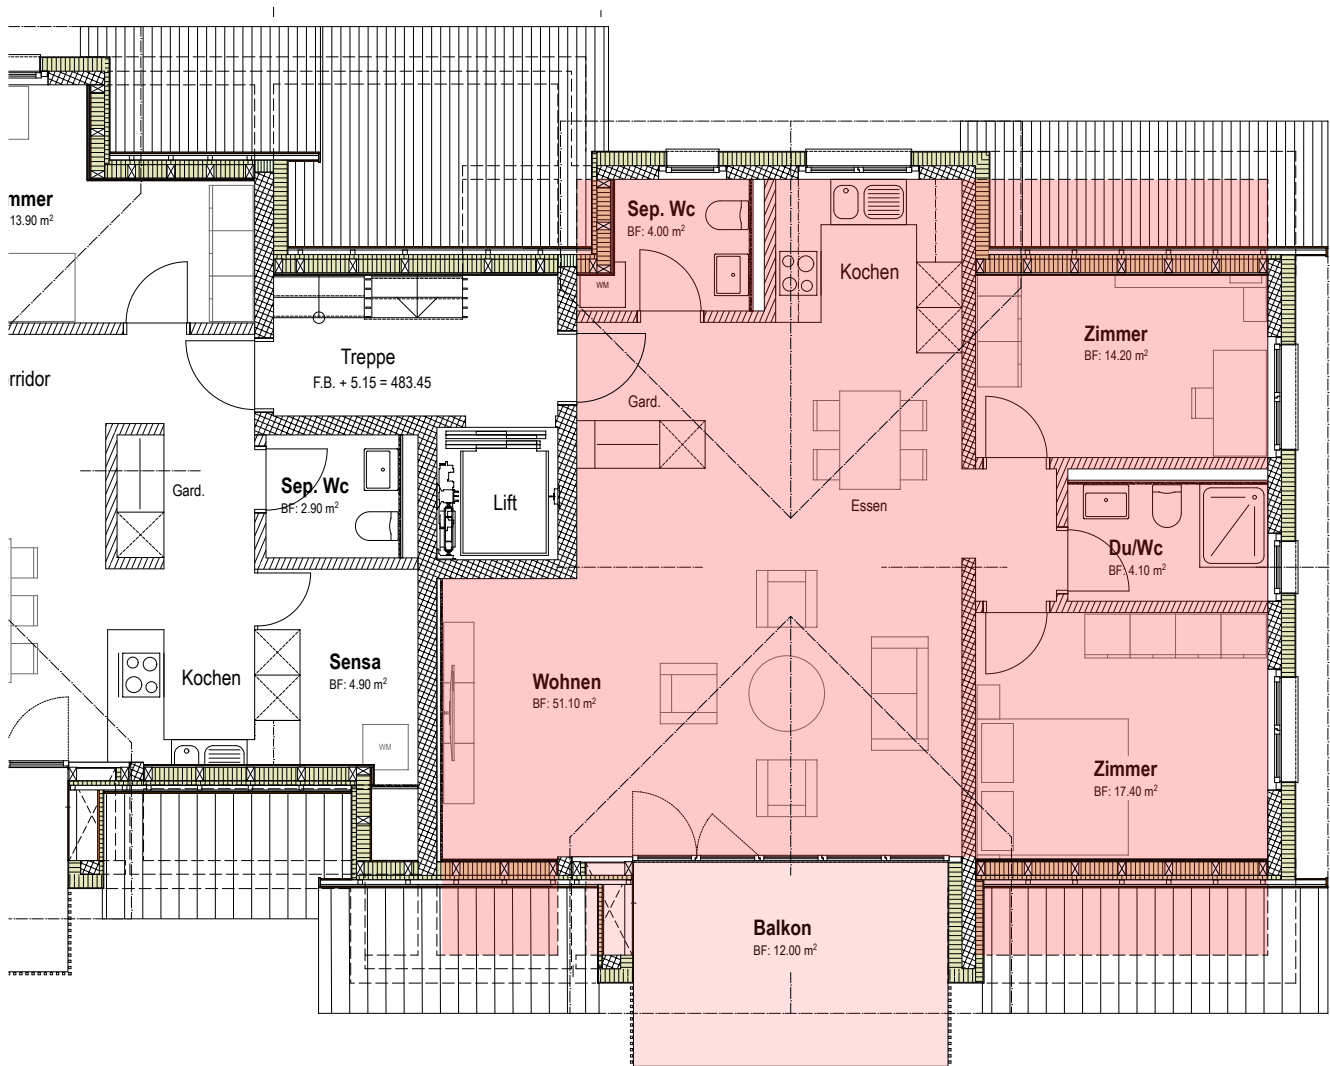 mmer
13.90 m²
Sep. Wc
BF: 4.00 m²
WM
Kochen
Zimmer
BF: 14.20 m²
rridor
Treppe
F.B. + 5.15 = 483.45
Gard.
Essen
Sep. Wc
BF: 2.90 m²
Gard.
Lift
Du/Wc
BF: 4.10 m²
Kochen
Sensa
BF: 4.90 m²
WM
Wohnen
BF: 51.10 m²
Zimmer
BF: 17.40 m²
Balkon
BF: 12.00 m²